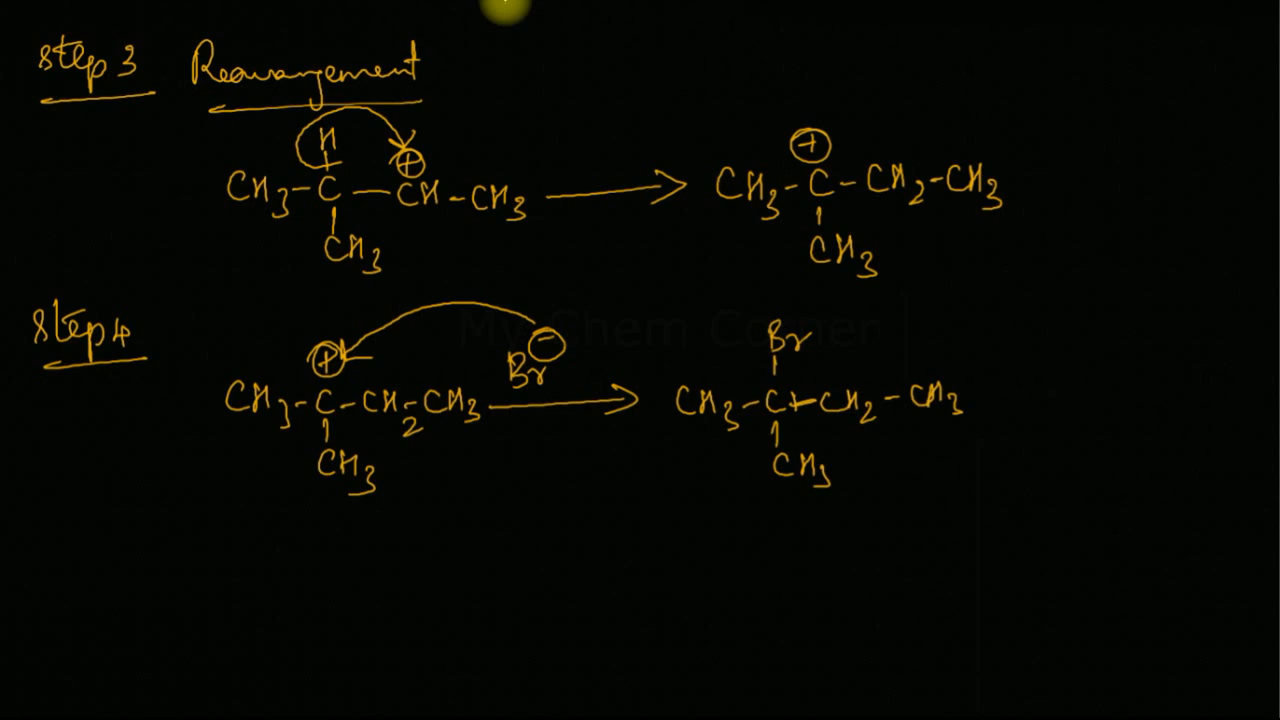 step 3 Rearrangement
H
CH3-C-CH-CH3 → CH3-C-CH2-CH3
CH3 CH3
My Chem Corner
step 4
Br
CH3-C-CH2-CH3 Br⊖ → CH3-C-CH2-CH3
CH3 CH3